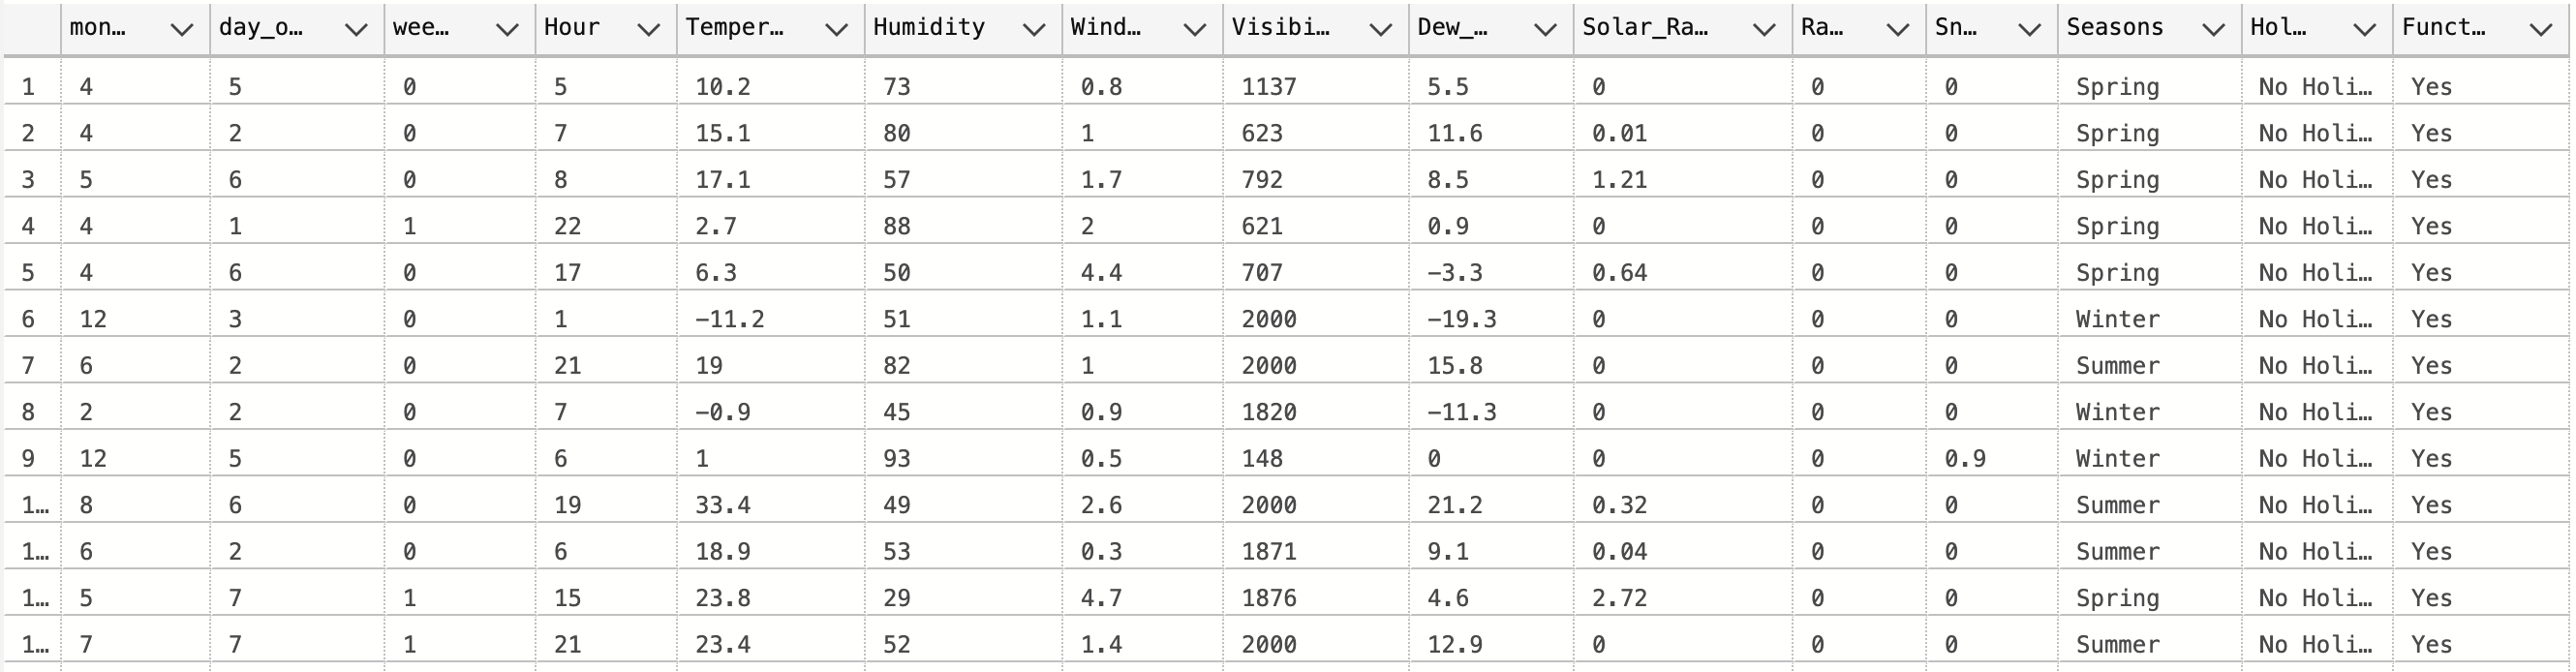 mon… day_o… wee… Hour Temper… Humidity Wind… Visibi… Dew_… Solar_Ra… Ra… Sn… Seasons Hol… Funct…
1 4 5 0 5 10.2 73 0.8 1137 5.5 0 0 0 Spring No Holi… Yes
2 4 2 0 7 15.1 80 1 623 11.6 0.01 0 0 Spring No Holi… Yes
3 5 6 0 8 17.1 57 1.7 792 8.5 1.21 0 0 Spring No Holi… Yes
4 4 1 1 22 2.7 88 2 621 0.9 0 0 0 Spring No Holi… Yes
5 4 6 0 17 6.3 50 4.4 707 −3.3 0.64 0 0 Spring No Holi… Yes
6 12 3 0 1 −11.2 51 1.1 2000 −19.3 0 0 0 Winter No Holi… Yes
7 6 2 0 21 19 82 1 2000 15.8 0 0 0 Summer No Holi… Yes
8 2 2 0 7 −0.9 45 0.9 1820 −11.3 0 0 0 Winter No Holi… Yes
9 12 5 0 6 1 93 0.5 148 0 0 0 0.9 Winter No Holi… Yes
1… 8 6 0 19 33.4 49 2.6 2000 21.2 0.32 0 0 Summer No Holi… Yes
1… 6 2 0 6 18.9 53 0.3 1871 9.1 0.04 0 0 Summer No Holi… Yes
1… 5 7 1 15 23.8 29 4.7 1876 4.6 2.72 0 0 Spring No Holi… Yes
1… 7 7 1 21 23.4 52 1.4 2000 12.9 0 0 0 Summer No Holi… Yes